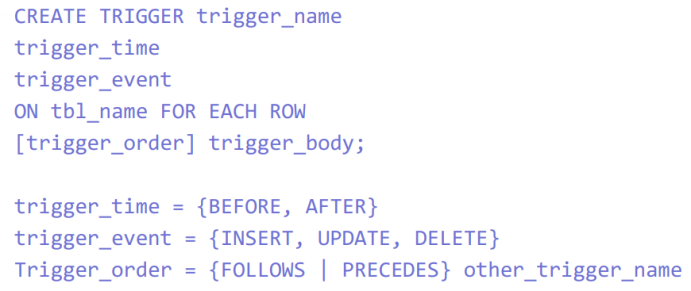 CREATE TRIGGER trigger_name
trigger_time
trigger_event
ON tbl_name FOR EACH ROW
[trigger_order] trigger_body;

trigger_time = {BEFORE, AFTER}
trigger_event = {INSERT, UPDATE, DELETE}
Trigger_order = {FOLLOWS | PRECEDES} other_trigger_name